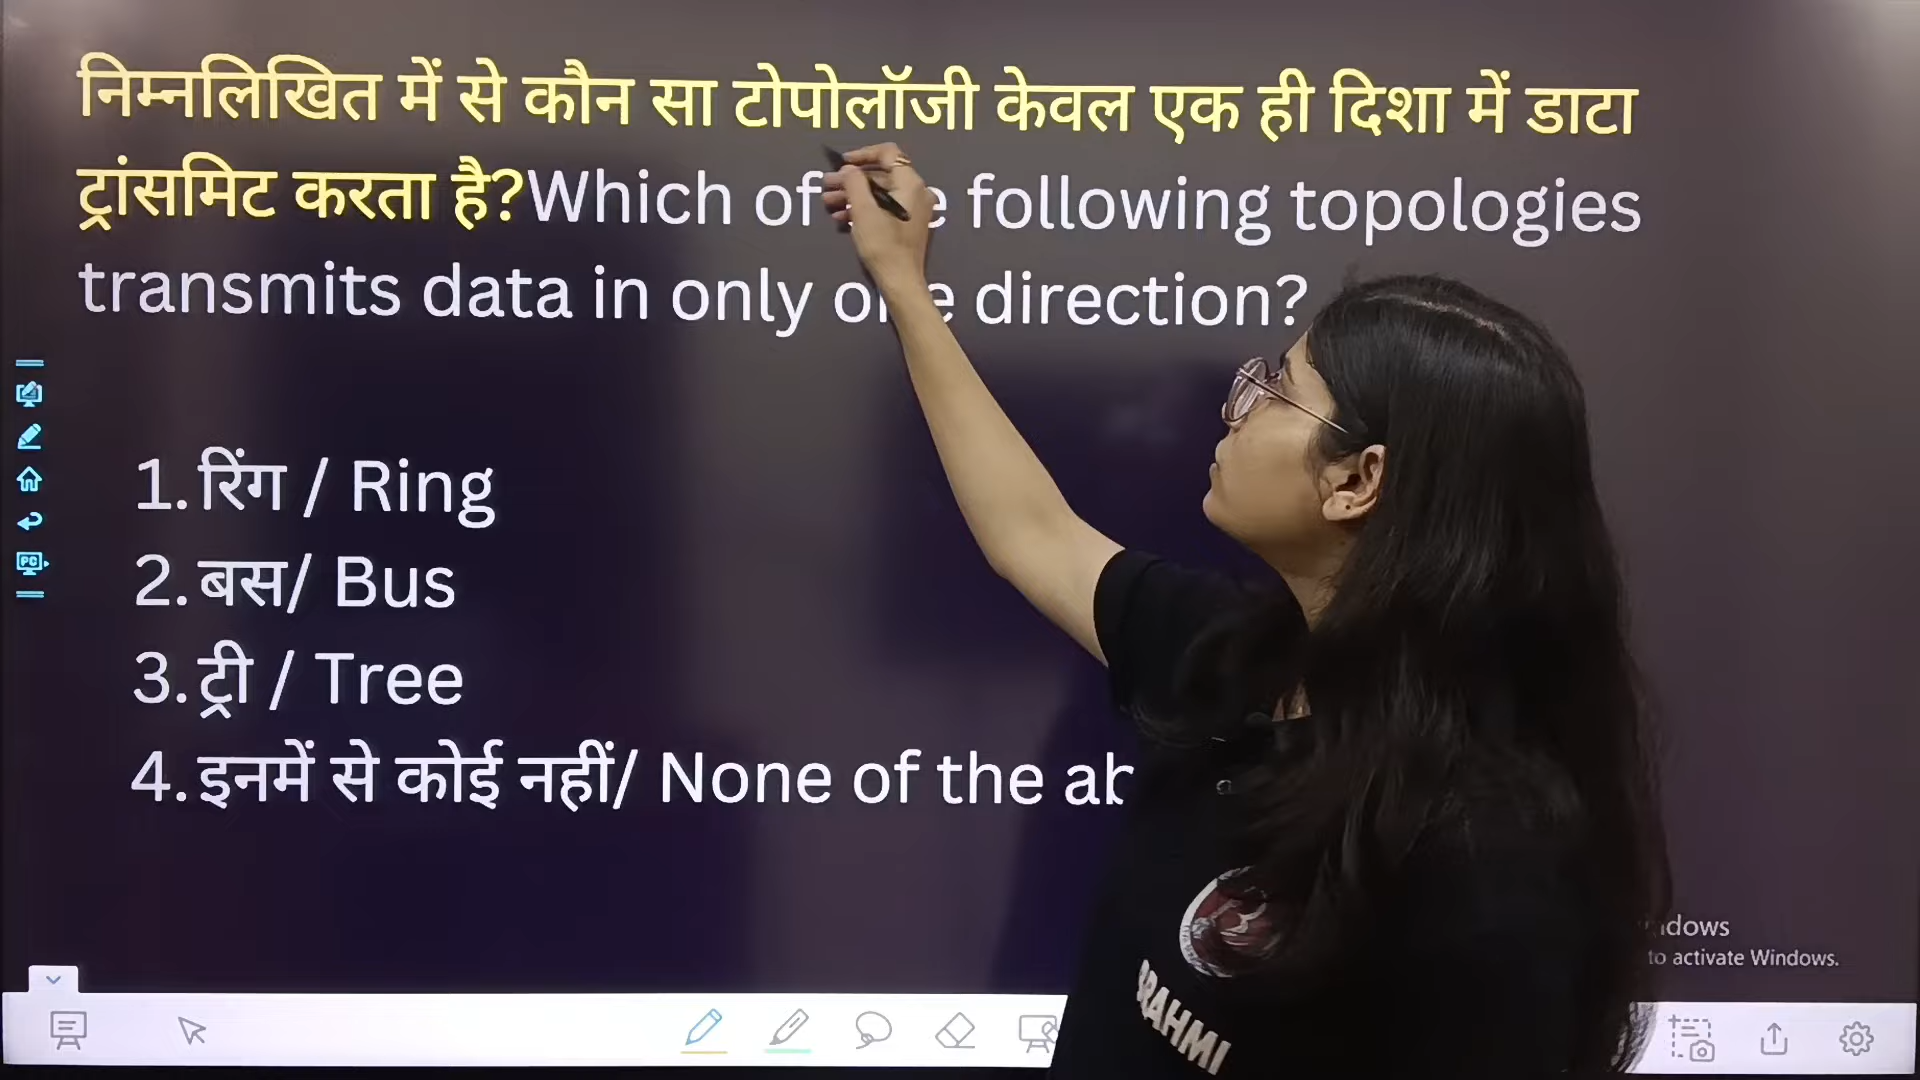 निम्नलिखित में से कौन सा टोपोलॉजी केवल एक ही दिशा में डाटा
ट्रांसमिट करता है?Which of following topologies
transmits data in only direction?
1. रिंग / Ring
2. बस/ Bus
3. ट्री / Tree
4. इनमें से कोई नहीं/ None of the
to activate Windows.
PC